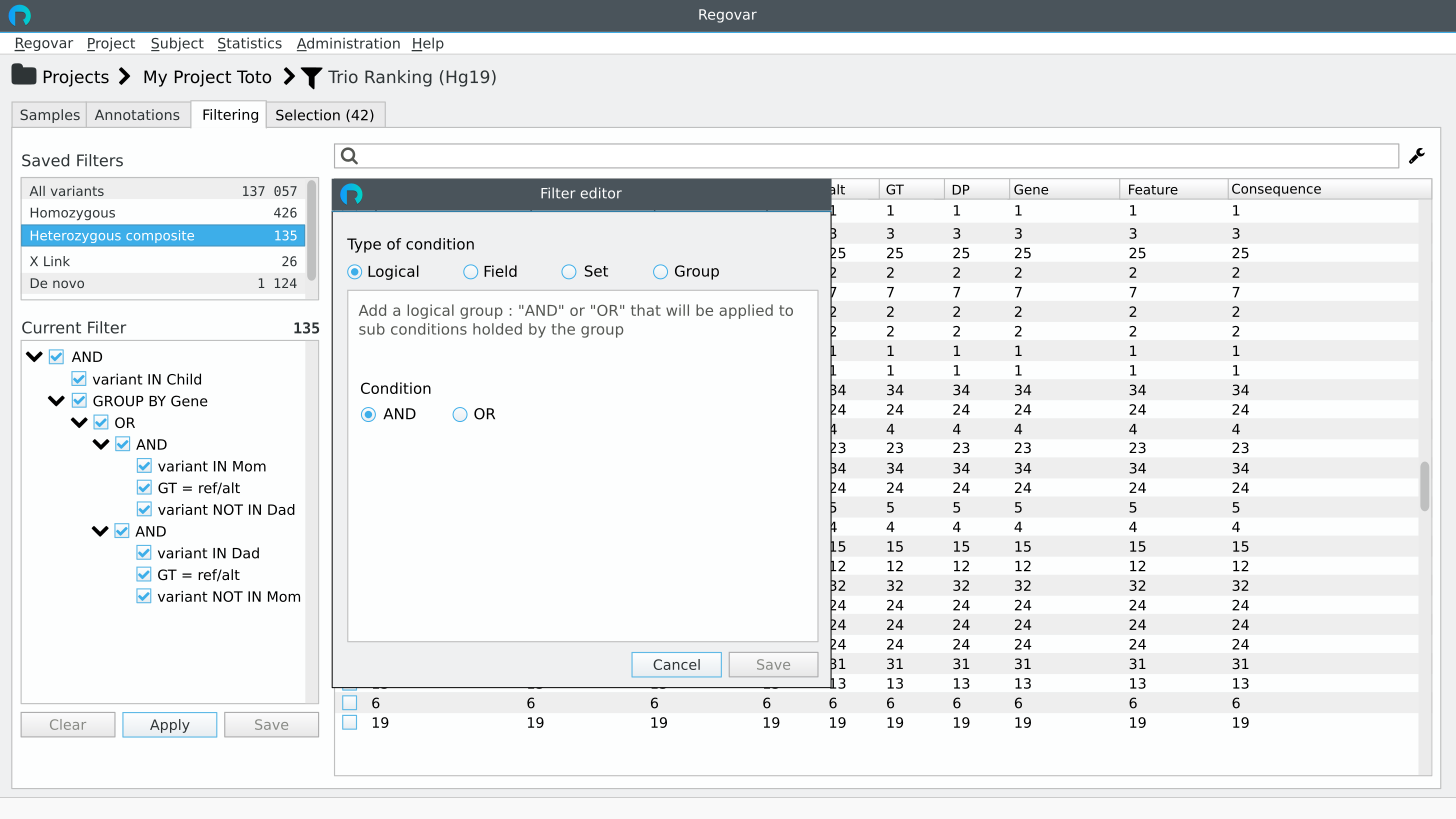 Regovar
Regovar Project Subject Statistics Administration Help
Projects My Project Toto Trio Ranking (Hg19)
Samples Annotations Filtering Selection (42)
Saved Filters
All variants 137 057
Homozygous 426
Heterozygous composite 135
X Link 26
De novo 1 124
Current Filter 135
AND
variant IN Child
GROUP BY Gene
OR
AND
variant IN Mom
GT = ref/alt
variant NOT IN Dad
AND
variant IN Dad
GT = ref/alt
variant NOT IN Mom
Clear Apply Save
Filter editor
Type of condition
Logical Field Set Group
Add a logical group : "AND" or "OR" that will be applied to
sub conditions holded by the group
Condition
AND OR
Cancel Save
alt GT DP Gene Feature Consequence
1 1 1 1 1 1
3 3 3 3 3 3
25 25 25 25 25 25
2 2 2 2 2 2
7 7 7 7 7 7
2 2 2 2 2 2
2 2 2 2 2 2
1 1 1 1 1 1
1 1 1 1 1 1
34 34 34 34 34 34
24 24 24 24 24 24
4 4 4 4 4 4
23 23 23 23 23 23
34 34 34 34 34 34
24 24 24 24 24 24
5 5 5 5 5 5
4 4 4 4 4 4
15 15 15 15 15 15
12 12 12 12 12 12
32 32 32 32 32 32
24 24 24 24 24 24
24 24 24 24 24 24
24 24 24 24 24 24
31 31 31 31 31 31
13 13 13 13 13 13
6 6 6 6 6 6 6 6 6 6
19 19 19 19 19 19 19 19 19 19